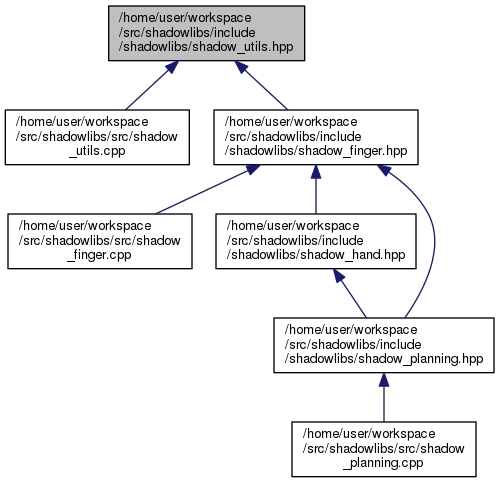 /home/user/workspace
/src/shadowlibs/include
/shadowlibs/shadow_utils.hpp
/home/user/workspace
/src/shadowlibs/src/shadow
_utils.cpp
/home/user/workspace
/src/shadowlibs/include
/shadowlibs/shadow_finger.hpp
/home/user/workspace
/src/shadowlibs/src/shadow
_finger.cpp
/home/user/workspace
/src/shadowlibs/include
/shadowlibs/shadow_hand.hpp
/home/user/workspace
/src/shadowlibs/include
/shadowlibs/shadow_planning.hpp
/home/user/workspace
/src/shadowlibs/src/shadow
_planning.cpp